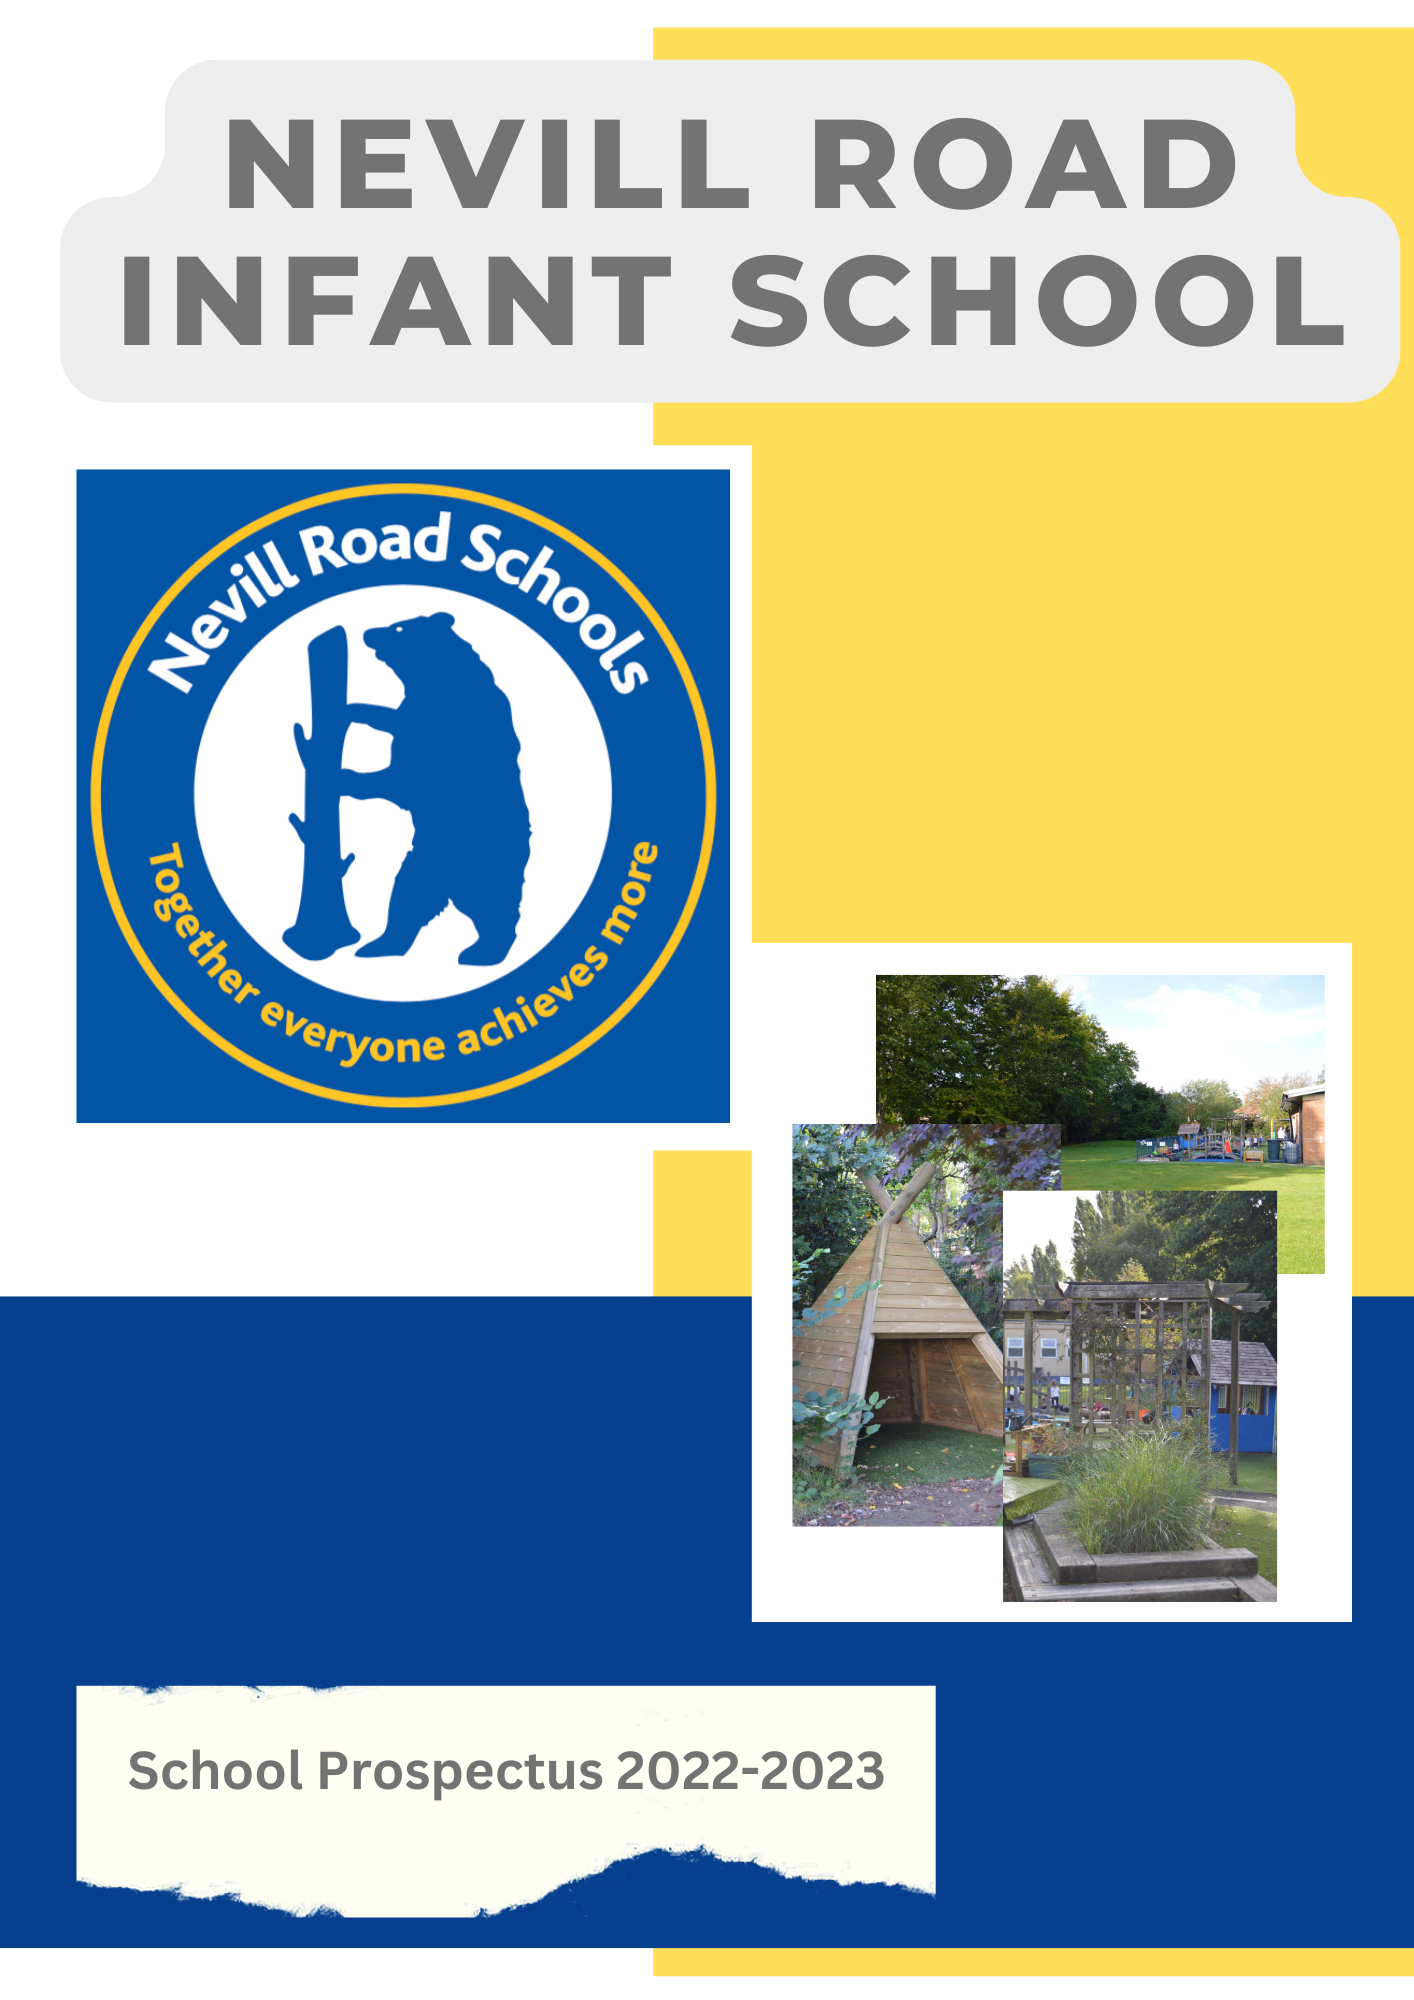 NEVILL ROAD
INFANT SCHOOL
Nevill Road Schools
Together everyone achieves more
School Prospectus 2022-2023